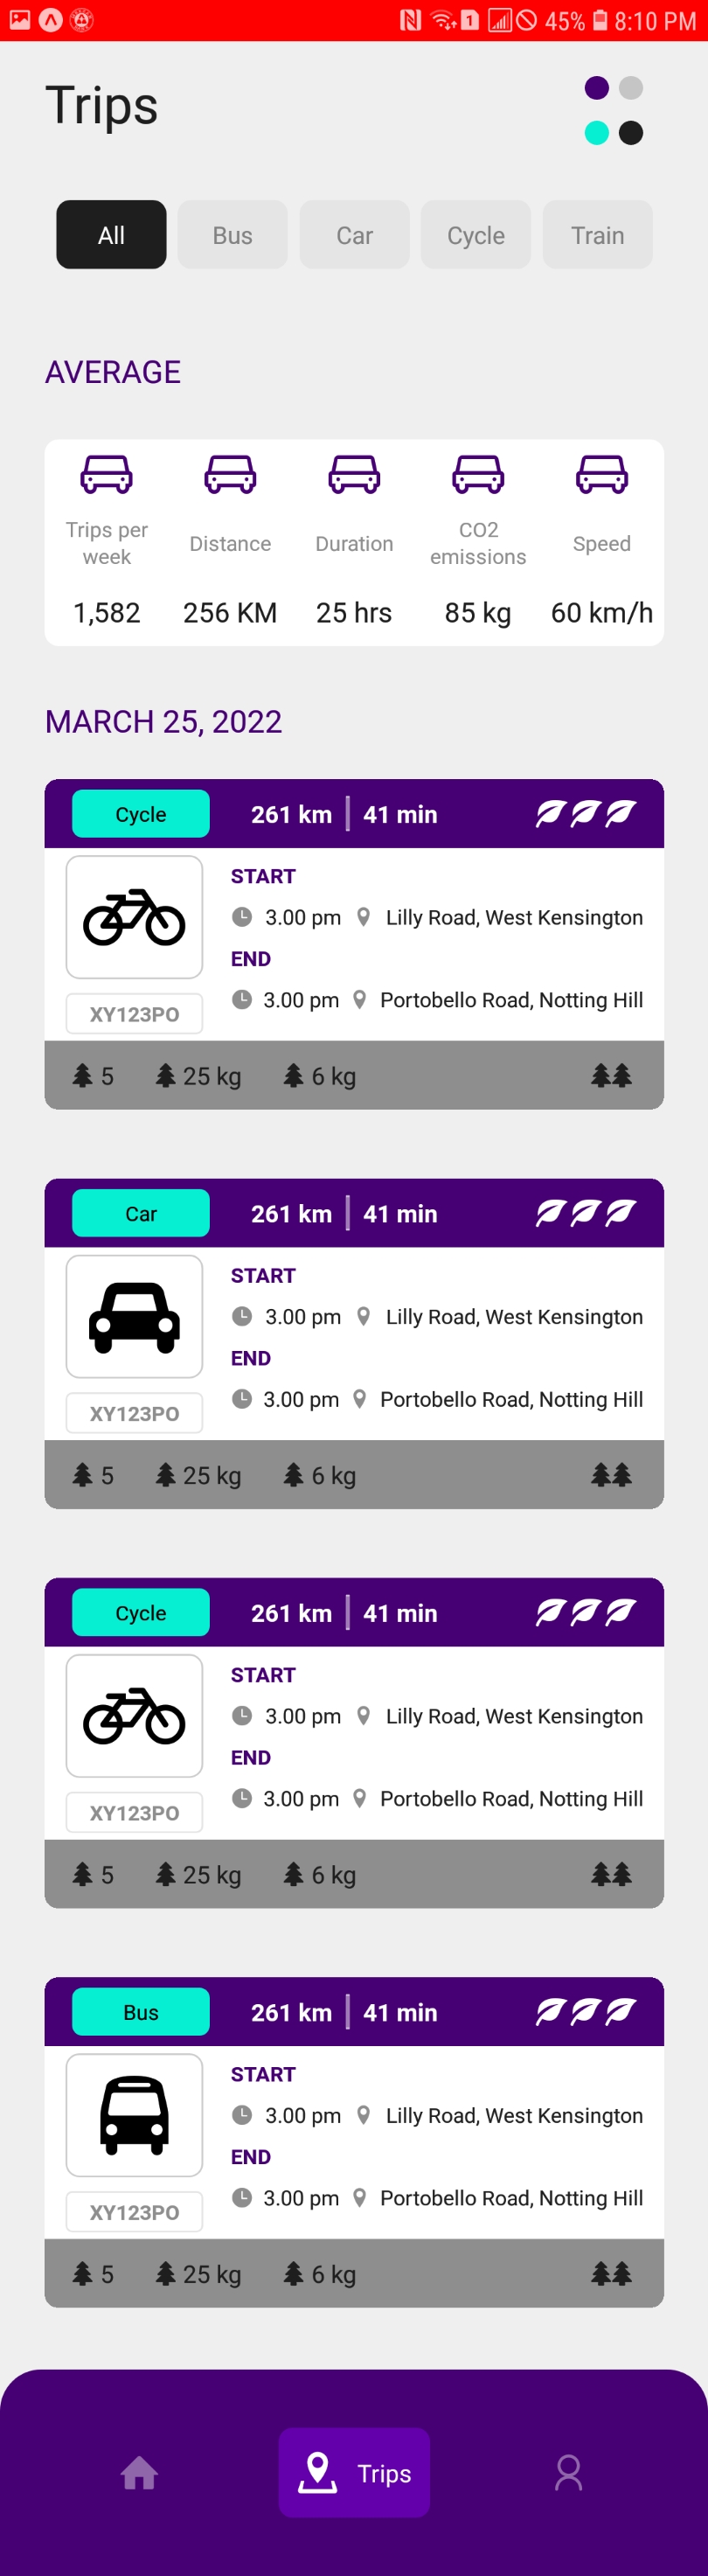 1 45% 8:10 PM
Trips
All Bus Car Cycle Train
AVERAGE
Trips per week Distance Duration CO2 emissions Speed
1,582 256 KM 25 hrs 85 kg 60 km/h
MARCH 25, 2022
Cycle 261 km 41 min
START
3.00 pm Lilly Road, West Kensington
END
3.00 pm Portobello Road, Notting Hill
XY123PO
5 25 kg 6 kg
Car 261 km 41 min
START
3.00 pm Lilly Road, West Kensington
END
3.00 pm Portobello Road, Notting Hill
XY123PO
5 25 kg 6 kg
Cycle 261 km 41 min
START
3.00 pm Lilly Road, West Kensington
END
3.00 pm Portobello Road, Notting Hill
XY123PO
5 25 kg 6 kg
Bus 261 km 41 min
START
3.00 pm Lilly Road, West Kensington
END
3.00 pm Portobello Road, Notting Hill
XY123PO
5 25 kg 6 kg
Trips